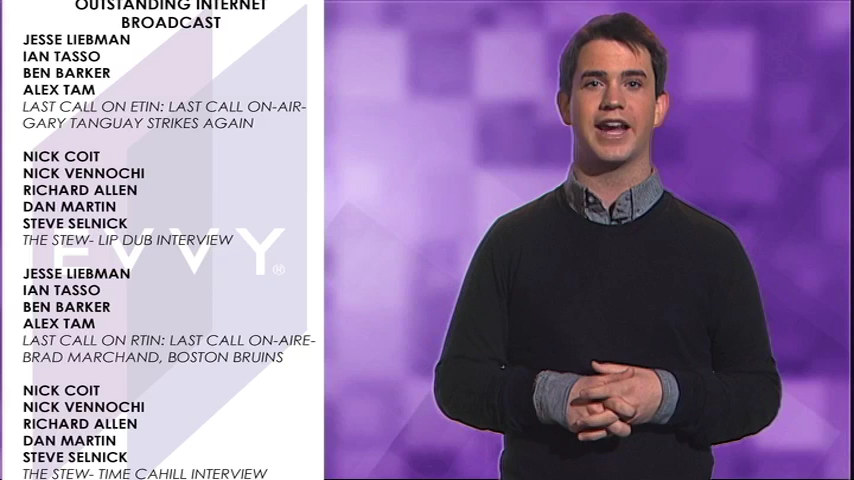 OUTSTANDING INTERNET
BROADCAST
JESSE LIEBMAN
IAN TASSO
BEN BARKER
ALEX TAM
LAST CALL ON ETIN: LAST CALL ON-AIR-
GARY TANGUAY STRIKES AGAIN
NICK COIT
NICK VENNOCHI
RICHARD ALLEN
DAN MARTIN
STEVE SELNICK
THE STEW- LIP DUB INTERVIEW
EVVY®
JESSE LIEBMAN
IAN TASSO
BEN BARKER
ALEX TAM
LAST CALL ON RTIN: LAST CALL ON-AIRE-
BRAD MARCHAND, BOSTON BRUINS
NICK COIT
NICK VENNOCHI
RICHARD ALLEN
DAN MARTIN
STEVE SELNICK
THE STEW- TIME CAHILL INTERVIEW